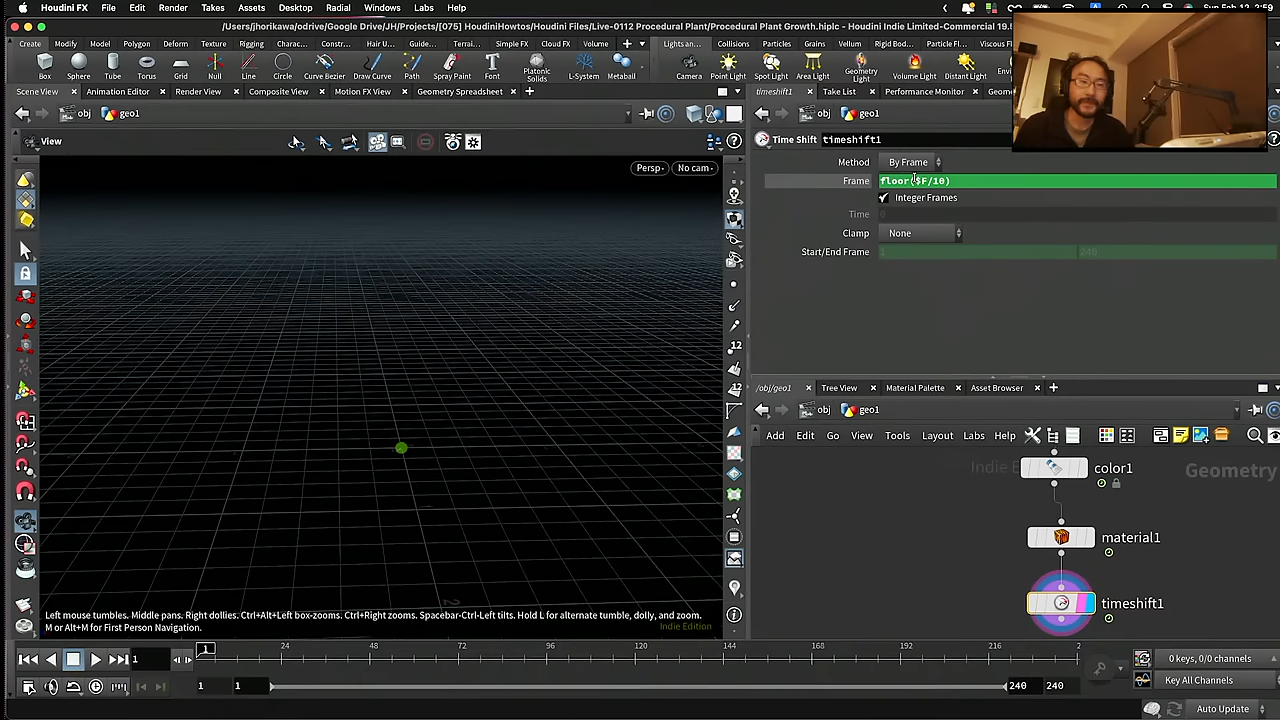 Houdini FX File Edit Render Assets Desktop Radial Windows Labs Help
/Users/jhorikawa/odrive/Google Drive/JH/Projects/[075] HoudiniHowtos/Houdini Files/Live-0112 Procedural Plant/Procedural Plant Growth.hiplc - Houdini Indie Limited-Commercial 19.
Create Modify Model Polygon Deform Texture Rigging Charac... Constr... Hair U... Guide... Terrai... Simple FX Cloud FX Volume
Lights an... Collisions Particles Grains Vellum Rigid Bod... Particle Fl... Viscous F
Box Sphere Tube Torus Grid Null Line Circle Curve Bezier Draw Curve Path Spray Paint Font Platonic Solids L-System Metaball
Camera Point Light Spot Light Area Light Geometry Light Volume Light Distant Light
Scene View Animation Editor Render View Composite View Motion FX View Geometry Spreadsheet
timeshift1 Take List Performance Monitor
obj geo1
obj geo1
View
Time Shift timeshift1
Persp No cam
Method By Frame
Frame floor($F/10)
Integer Frames
Time 0
Clamp None
Start/End Frame 1 240
/obj/geo1 Tree View Material Palette Asset Browser
obj geo1
Add Edit Go View Tools Layout Labs Help
Geometry
color1
material1
timeshift1
Left mouse tumbles. Middle pans. Right dollies. Ctrl+Alt+Left box-zooms. Ctrl+Right zooms. Spacebar-Ctrl-Left tilts. Hold L for alternate tumble, dolly, and zoom.
M or Alt+M for First Person Navigation.
Indie Edition
1 1 24 48 72 96 120 144 168 192 216 2
0 keys, 0/0 channels
1 1 240 240
Key All Channels
Auto Update